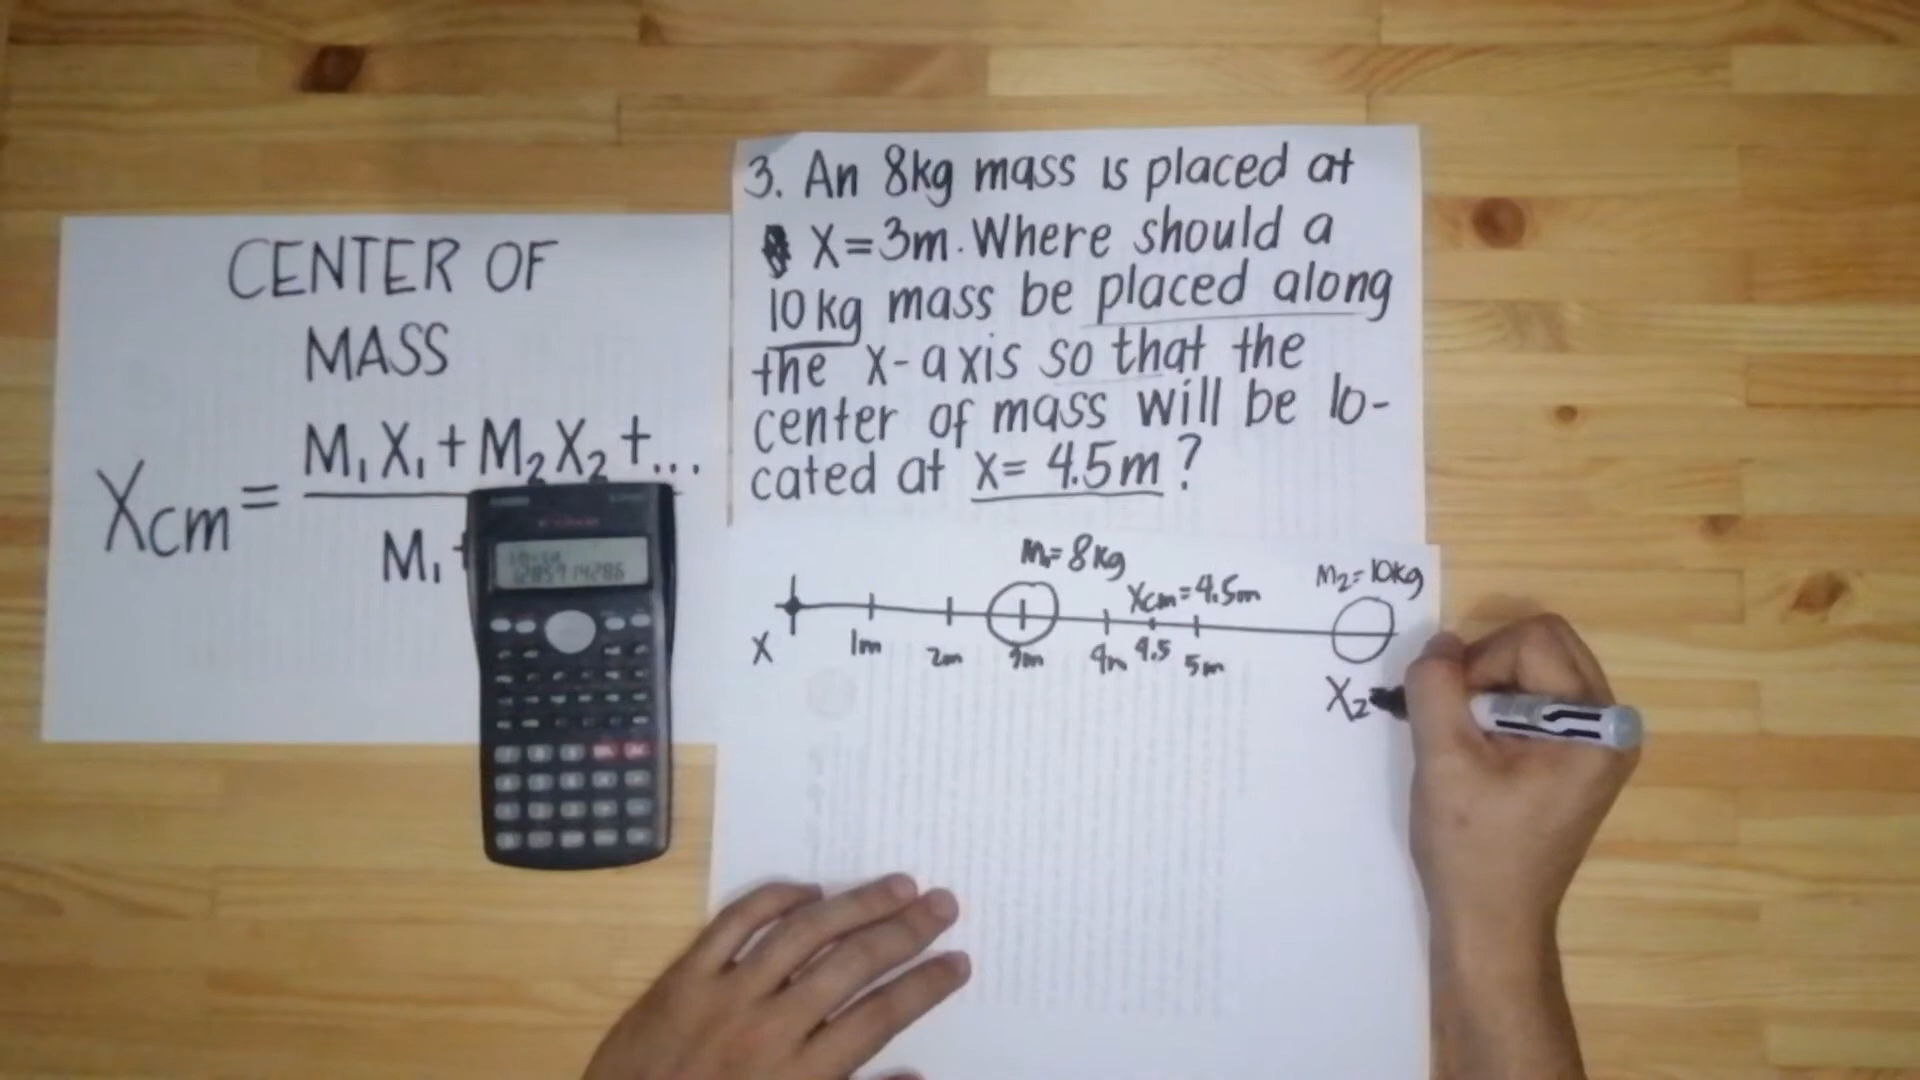 CENTER OF
MASS
Xcm = M₁X₁ + M₂X₂ + ...
M₁ +
3. An 8kg mass is placed at
X = 3m. Where should a
10 kg mass be placed along
the x-axis so that the
center of mass will be lo-
cated at x = 4.5m?
M₁ = 8kg
Xcm = 4.5m
M₂ = 10kg
X 1m 2m 3m 4m 4.5 5m
X₂